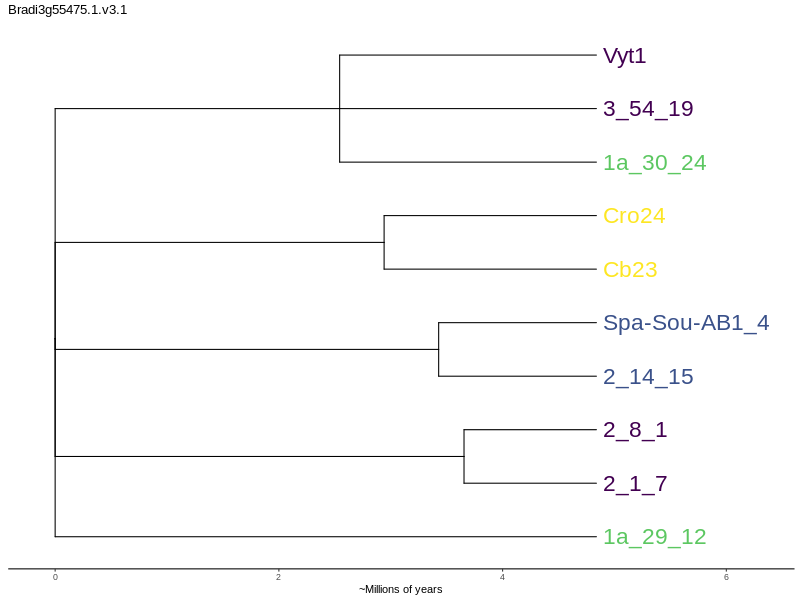 Bradi3g55475.1.v3.1
Vyt1
3_54_19
1a_30_24
Cro24
Cb23
Spa-Sou-AB1_4
2_14_15
2_8_1
2_1_7
1a_29_12
0 2 4 6
~Millions of years